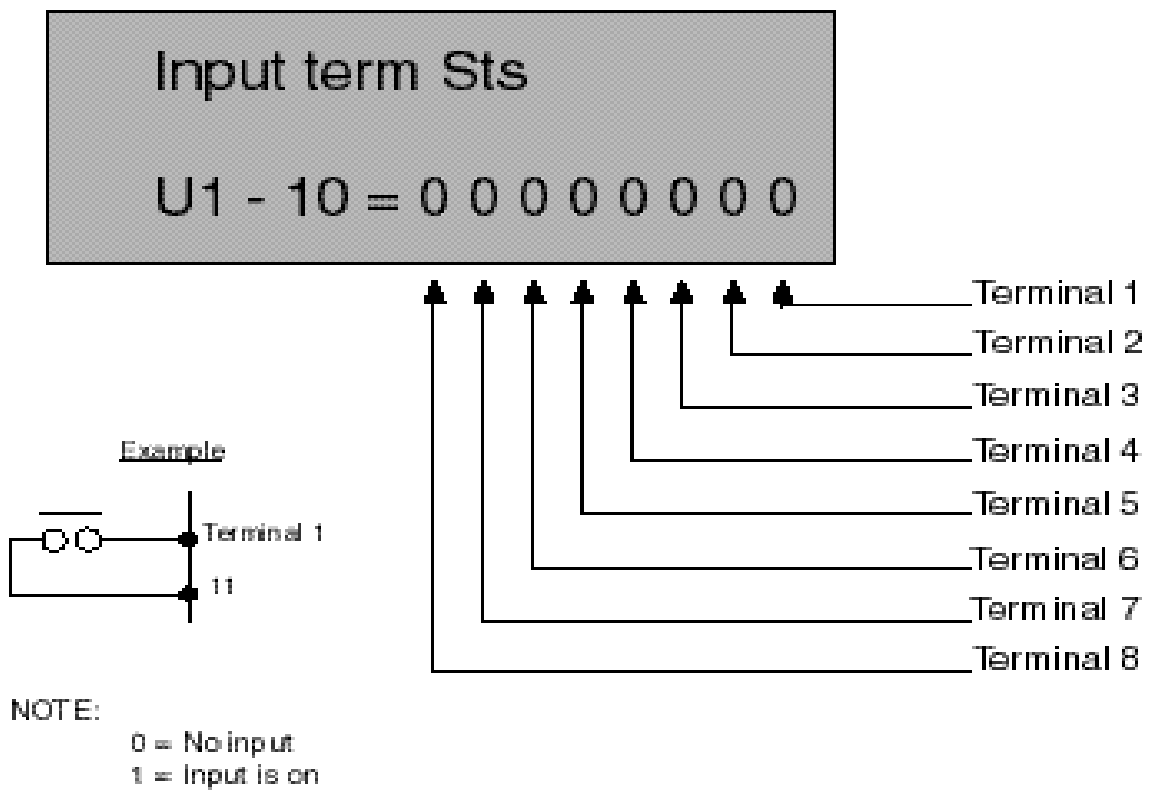 Input term Sts
U1 - 10 = 0 0 0 0 0 0 0 0
Terminal 1
Terminal 2
Terminal 3
Terminal 4
Terminal 5
Terminal 6
Terminal 7
Terminal 8
Example
Terminal 1
11
NOTE:
0 = No input
1 = Input is on